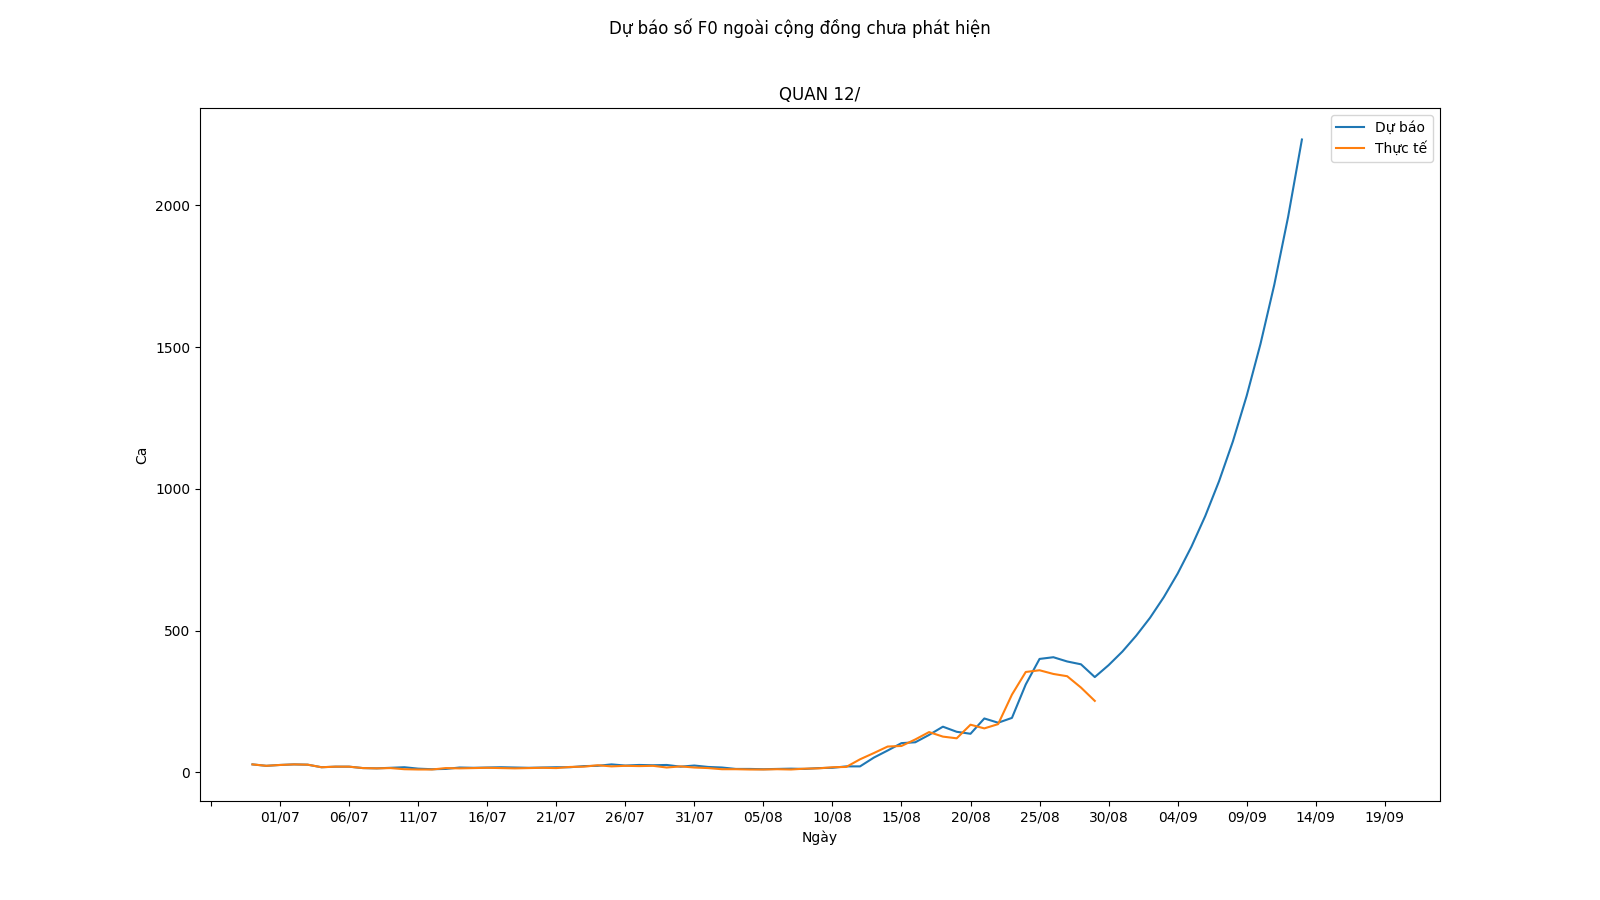 Dự báo số F0 ngoài cộng đồng chưa phát hiện
QUAN 12/
Dự báo
Thực tế
2000
1500
1000
500
0
Ca
01/07 06/07 11/07 16/07 21/07 26/07 31/07 05/08 10/08 15/08 20/08 25/08 30/08 04/09 09/09 14/09 19/09
Ngày